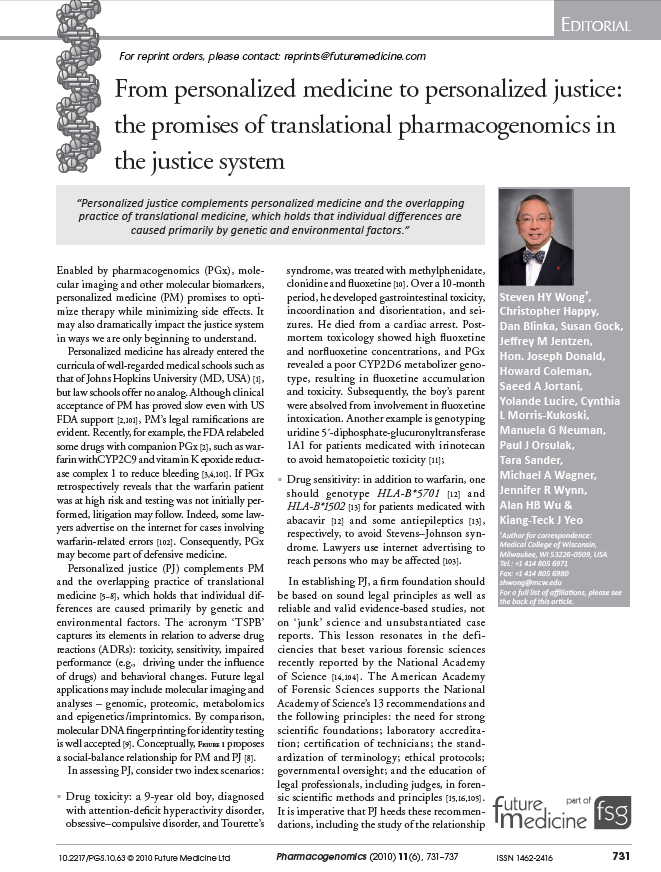 EDITORIAL
For reprint orders, please contact: reprints@futuremedicine.com
From personalized medicine to personalized justice:
the promises of translational pharmacogenomics in
the justice system
“Personalized justice complements personalized medicine and the overlapping
practice of translational medicine, which holds that individual differences are
caused primarily by genetic and environmental factors.”
Enabled by pharmacogenomics (PGx), mole-
cular imaging and other molecular biomarkers,
personalized medicine (PM) promises to opti-
mize therapy while minimizing side effects. It
may also dramatically impact the justice system
in ways we are only beginning to understand.
Personalized medicine has already entered the
curricula of well-regarded medical schools such as
that of Johns Hopkins University (MD, USA) [1],
but law schools offer no analog. Although clinical
acceptance of PM has proved slow even with US
FDA support [2,101], PM’s legal ramifications are
evident. Recently, for example, the FDA relabeled
some drugs with companion PGx [2], such as war-
farin withCYP2C9 and vitamin K epoxide reduct-
ase complex 1 to reduce bleeding [3,4,101]. If PGx
retrospectively reveals that the warfarin patient
was at high risk and testing was not initially per-
formed, litigation may follow. Indeed, some law-
yers advertise on the internet for cases involving
warfarin-related errors [102]. Consequently, PGx
may become part of defensive medicine.
Personalized justice (PJ) complements PM
and the overlapping practice of translational
medicine [5–8], which holds that individual dif-
ferences are caused primarily by genetic and
environmental factors. The acronym ‘TSPB’
captures its elements in relation to adverse drug
reactions (ADRs): toxicity, sensitivity, impaired
performance (e.g., driving under the influence
of drugs) and behavioral changes. Future legal
applications may include molecular imaging and
analyses – genomic, proteomic, metabolomics
and epigenetics/imprintomics. By comparison,
molecular DNA fingerprinting for identity testing
is well accepted [9]. Conceptually, FIGURE 1 proposes
a social-balance relationship for PM and PJ [8].
In assessing PJ, consider two index scenarios:
Drug toxicity: a 9-year old boy, diagnosed
with attention-deficit hyperactivity disorder,
obsessive–compulsive disorder, and Tourette’s
syndrome, was treated with methylphenidate,
clonidine and fluoxetine [10]. Over a 10-month
period, he developed gastrointestinal toxicity,
incoordination and disorientation, and sei-
zures. He died from a cardiac arrest. Post-
mortem toxicology showed high fluoxetine
and norfluoxetine concentrations, and PGx
revealed a poor CYP2D6 metabolizer geno-
type, resulting in fluoxetine accumulation
and toxicity. Subsequently, the boy’s parent
were absolved from involvement in fluoxetine
intoxication. Another example is genotyping
uridine 5´-diphosphate-glucuronyltransferase
1A1 for patients medicated with irinotecan
to avoid hematopoietic toxicity [11];
Drug sensitivity: in addition to warfarin, one
should genotype HLA-B*5701 [12] and
HLA-B*1502 [13] for patients medicated with
abacavir [12] and some antiepileptics [13],
respectively, to avoid Stevens–Johnson syn-
drome. Lawyers use internet advertising to
reach persons who may be affected [103].
In establishing PJ, a firm foundation should
be based on sound legal principles as well as
reliable and valid evidence-based studies, not
on ‘junk’ science and unsubstantiated case
reports. This lesson resonates in the defi-
ciencies that beset various forensic sciences
recently reported by the National Academy
of Science [14,104]. The American Academy
of Forensic Sciences supports the National
Academy of Science’s 13 recommendations and
the following principles: the need for strong
scientific foundations; laboratory accredita-
tion; certification of technicians; the stand-
ardization of terminology; ethical protocols;
governmental oversight; and the education of
legal professionals, including judges, in foren-
sic scientific methods and principles [15,16,105].
It is imperative that PJ heeds these recommen-
dations, including the study of the relationship
Steven HY Wong†,
Christopher Happy,
Dan Blinka, Susan Gock,
Jeffrey M Jentzen,
Hon. Joseph Donald,
Howard Coleman,
Saeed A Jortani,
Yolande Lucire, Cynthia
L Morris-Kukoski,
Manuela G Neuman,
Paul J Orsulak,
Tara Sander,
Michael A Wagner,
Jennifer R Wynn,
Alan HB Wu &
Kiang-Teck J Yeo
†Author for correspondence:
Medical College of Wisconsin,
Milwaukee, WI 53226-0509, USA
Tel.: +1 414 805 6971
Fax: +1 414 805 6980
shwong@mcw.edu
For a full list of affiliations, please see
the back of this article.
future medicine part of fsg
10.2217/PGS.10.63 © 2010 Future Medicine Ltd
Pharmacogenomics (2010) 11(6), 731–737
ISSN 1462-2416
731